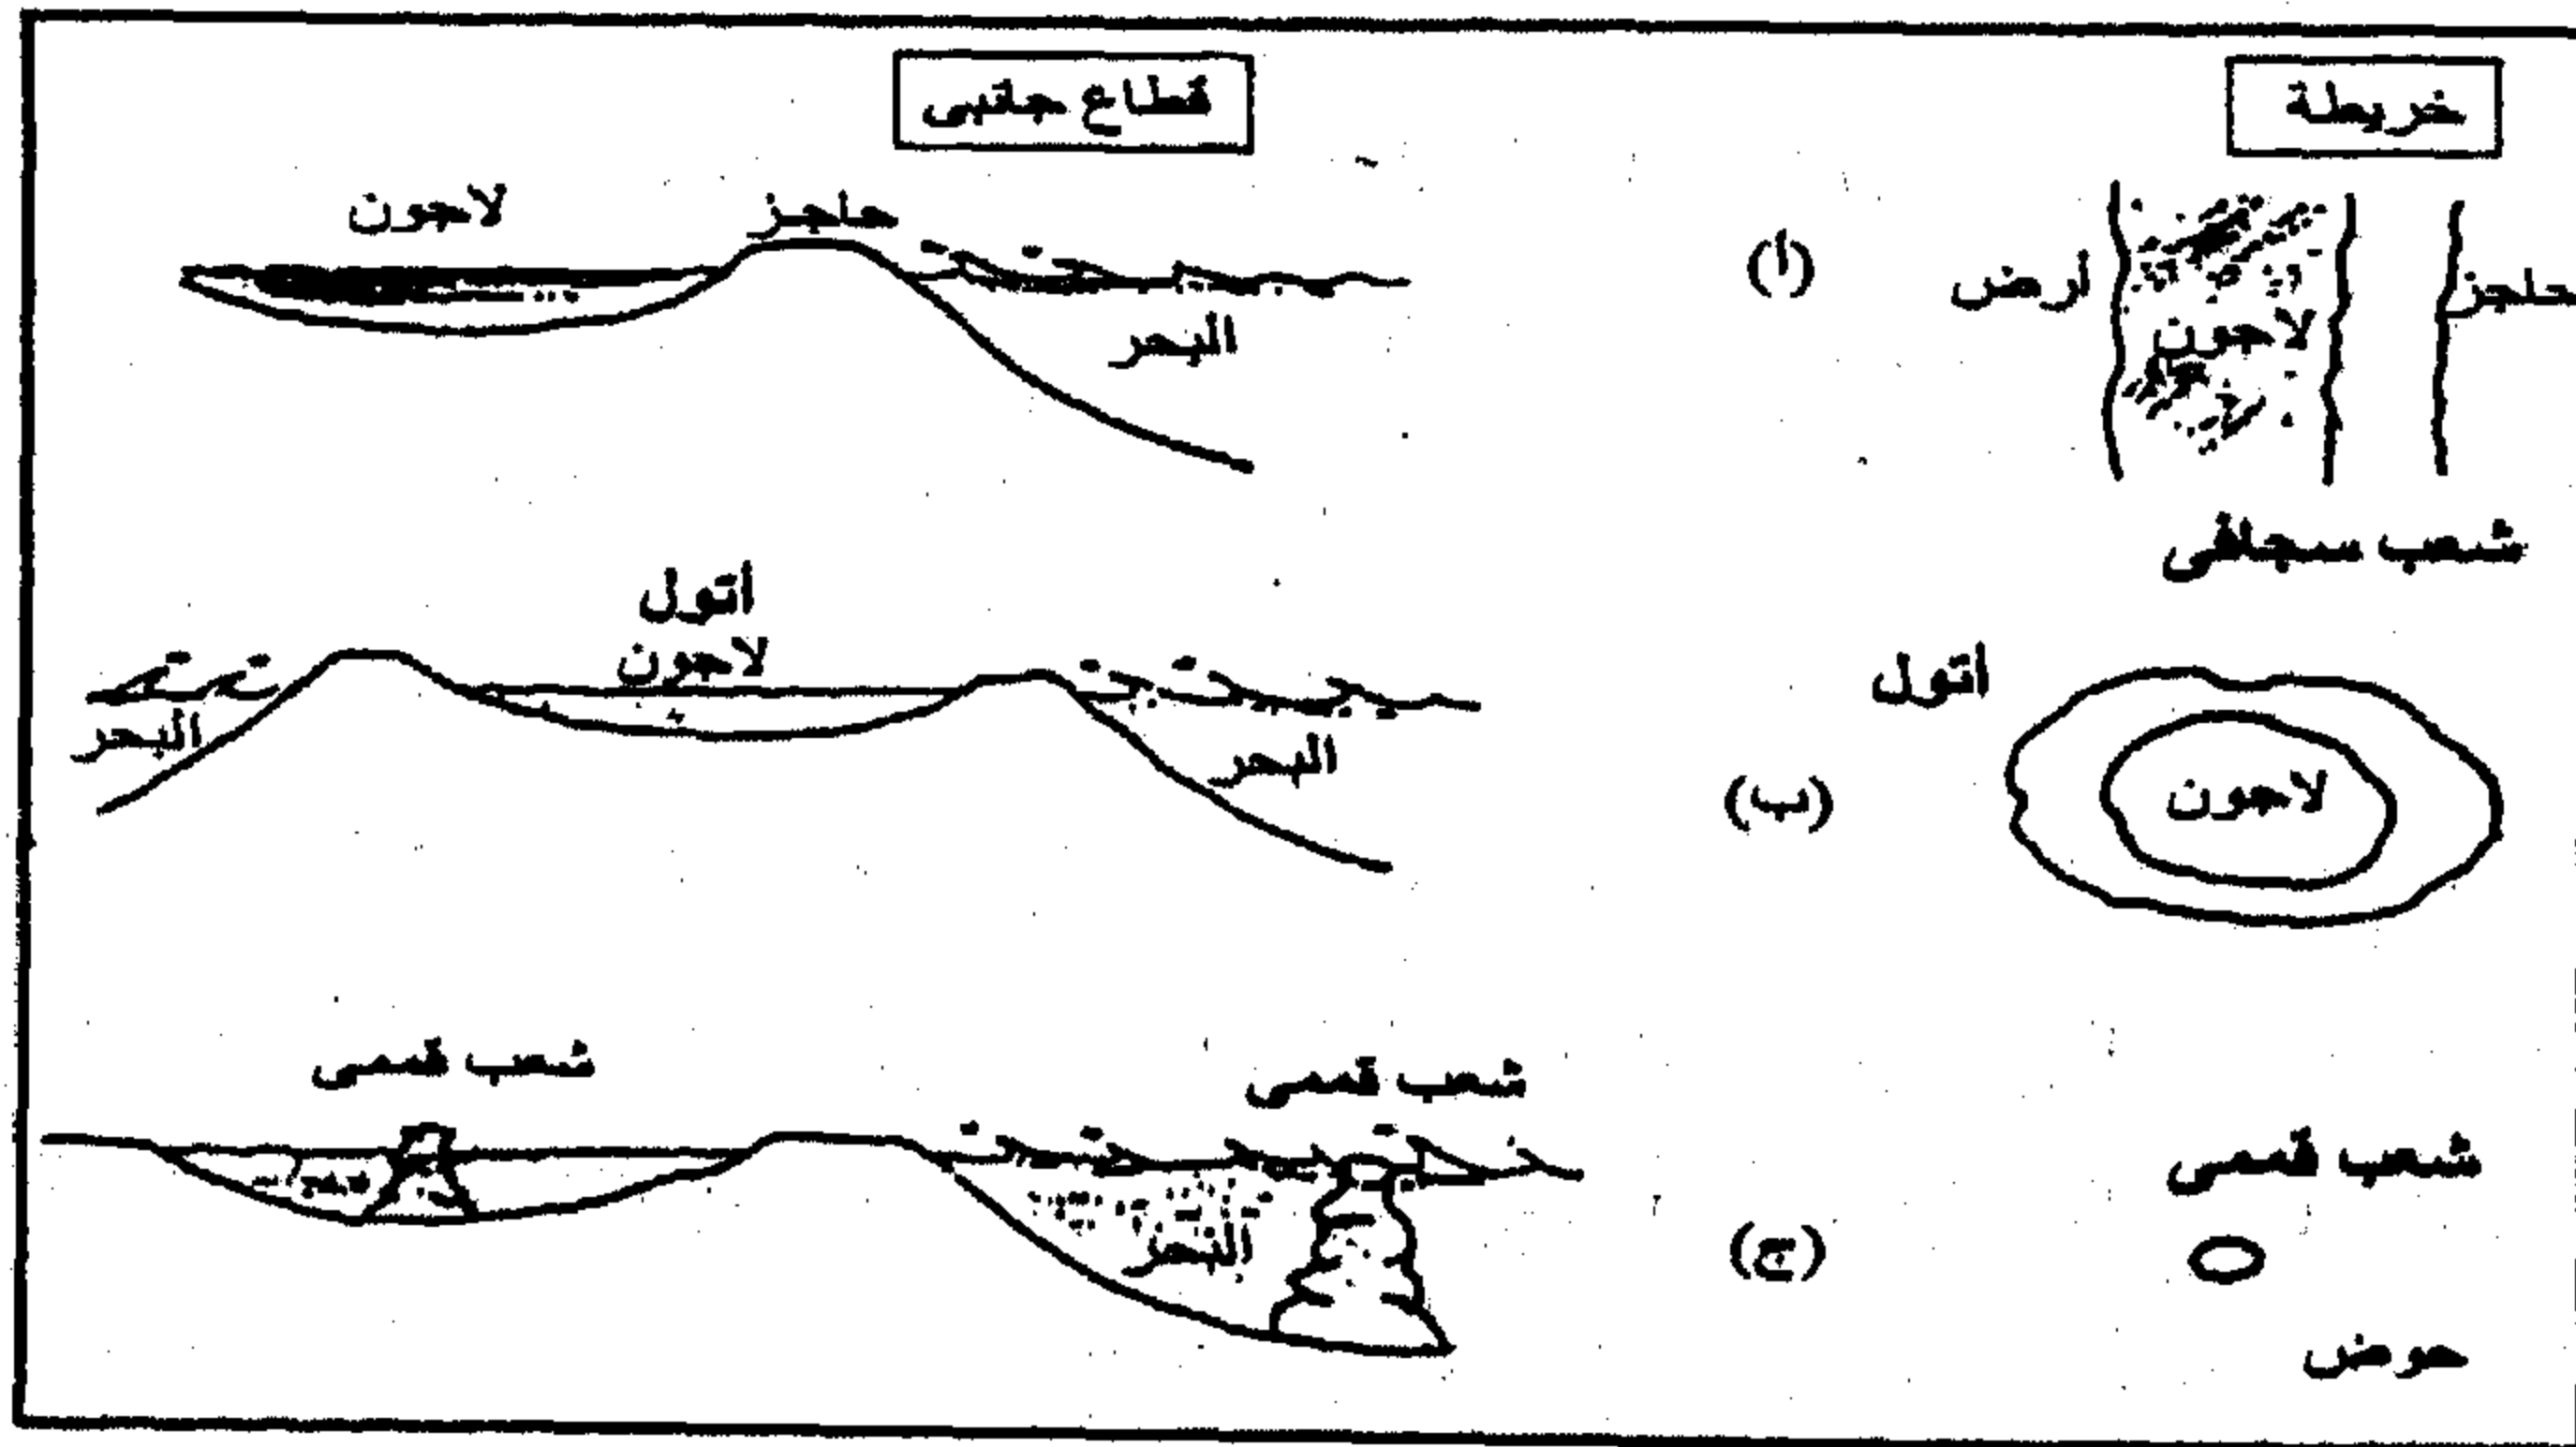 خريطة
قطاع جانبي
(أ)
أرض
لاجون
حاجز
شعب سجافى
لاجون
حاجز
البحر
(ب)
اتول
لاجون
اتول
لاجون
البحر
البحر
(ج)
شعب قممى
حوض
شعب قممى
البحر
شعب قممى